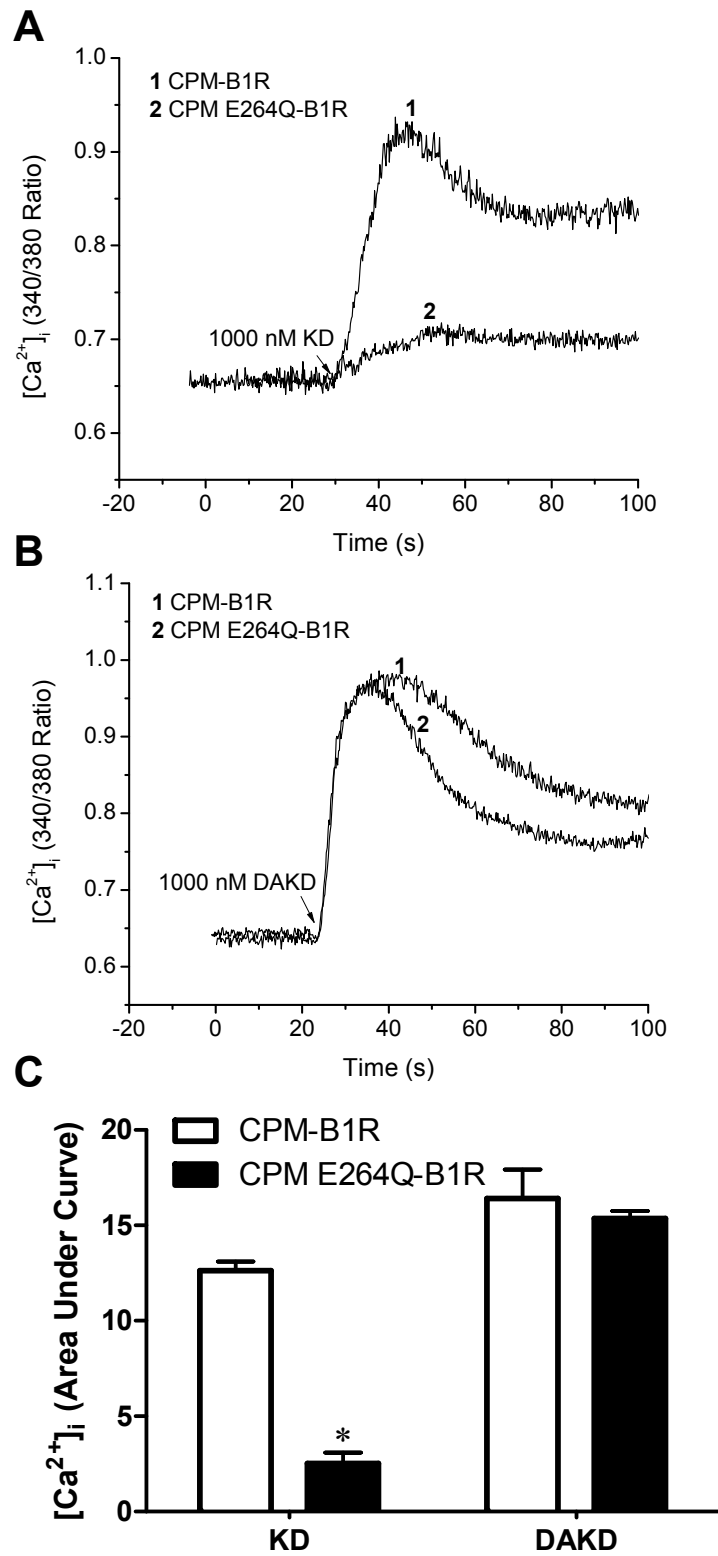 A
1.0
1 CPM-B1R
2 CPM E264Q-B1R
1
0.9
0.8
2
1000 nM KD
0.7
0.6
[Ca²⁺]ᵢ (340/380 Ratio)
-20 0 20 40 60 80 100
Time (s)
B
1.1
1 CPM-B1R
2 CPM E264Q-B1R
1.0
1
2
0.9
0.8
1000 nM DAKD
0.7
0.6
[Ca²⁺]ᵢ (340/380 Ratio)
-20 0 20 40 60 80 100
Time (s)
C
20
CPM-B1R
CPM E264Q-B1R
15
10
5
*
0
[Ca²⁺]ᵢ (Area Under Curve)
KD DAKD